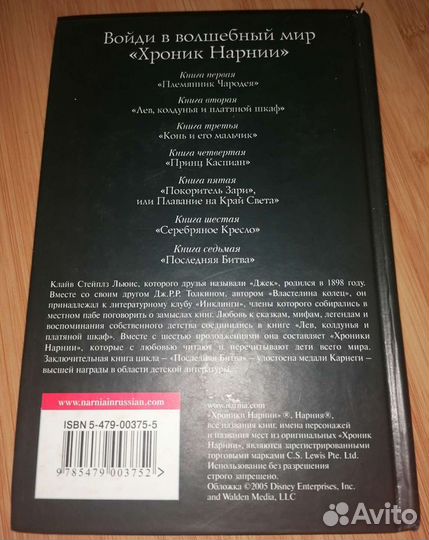 Войди в волшебный мир
«Хроник Нарнии»
Книга первая
«Племянник Чародея»
Книга вторая
«Лев, колдунья и платяной шкаф»
Книга третья
«Конь и его мальчик»
Книга четвертая
«Принц Каспиан»
Книга пятая
«Покоритель Зари»,
или Плавание на Край Света»
Книга шестая
«Серебряное Кресло»
Книга седьмая
«Последняя Битва»
Клайв Стейплз Льюис, которого друзья называли «Джек», родился в 1898 году.
Вместе со своим другом Дж.Р.Р. Толкином, автором «Властелина колец», он
принадлежал к литературному клубу «Инклинги», члены которого собирались в
местном пабе поговорить о замыслах книг. Любовь к сказкам, мифам, легендам и
воспоминания собственного детства соединились в книге «Лев, колдунья и
платяной шкаф». Вместе с шестью продолжениями она составляет «Хроники
Нарнии», которые с любовью читают и перечитывают дети всего мира.
Заключительная книга цикла – «Последняя Битва» – удостоена медали Карнеги –
высшей награды в области детской литературы.
www.narniainrussian.com
ISBN 5-479-00375-5
9 785479 003752
www.narnia.com
«Хроники Нарнии» ®, Нарния®,
все названия книг, имена персонажей
и названия мест из оригинальных «Хроник
Нарнии», являются зарегистрированными
торговыми марками C.S. Lewis Pte. Ltd.
Использование без разрешения
строго запрещено.
Обложка ©2005 Disney Enterprises, Inc.
and Walden Media, LLC
Avito